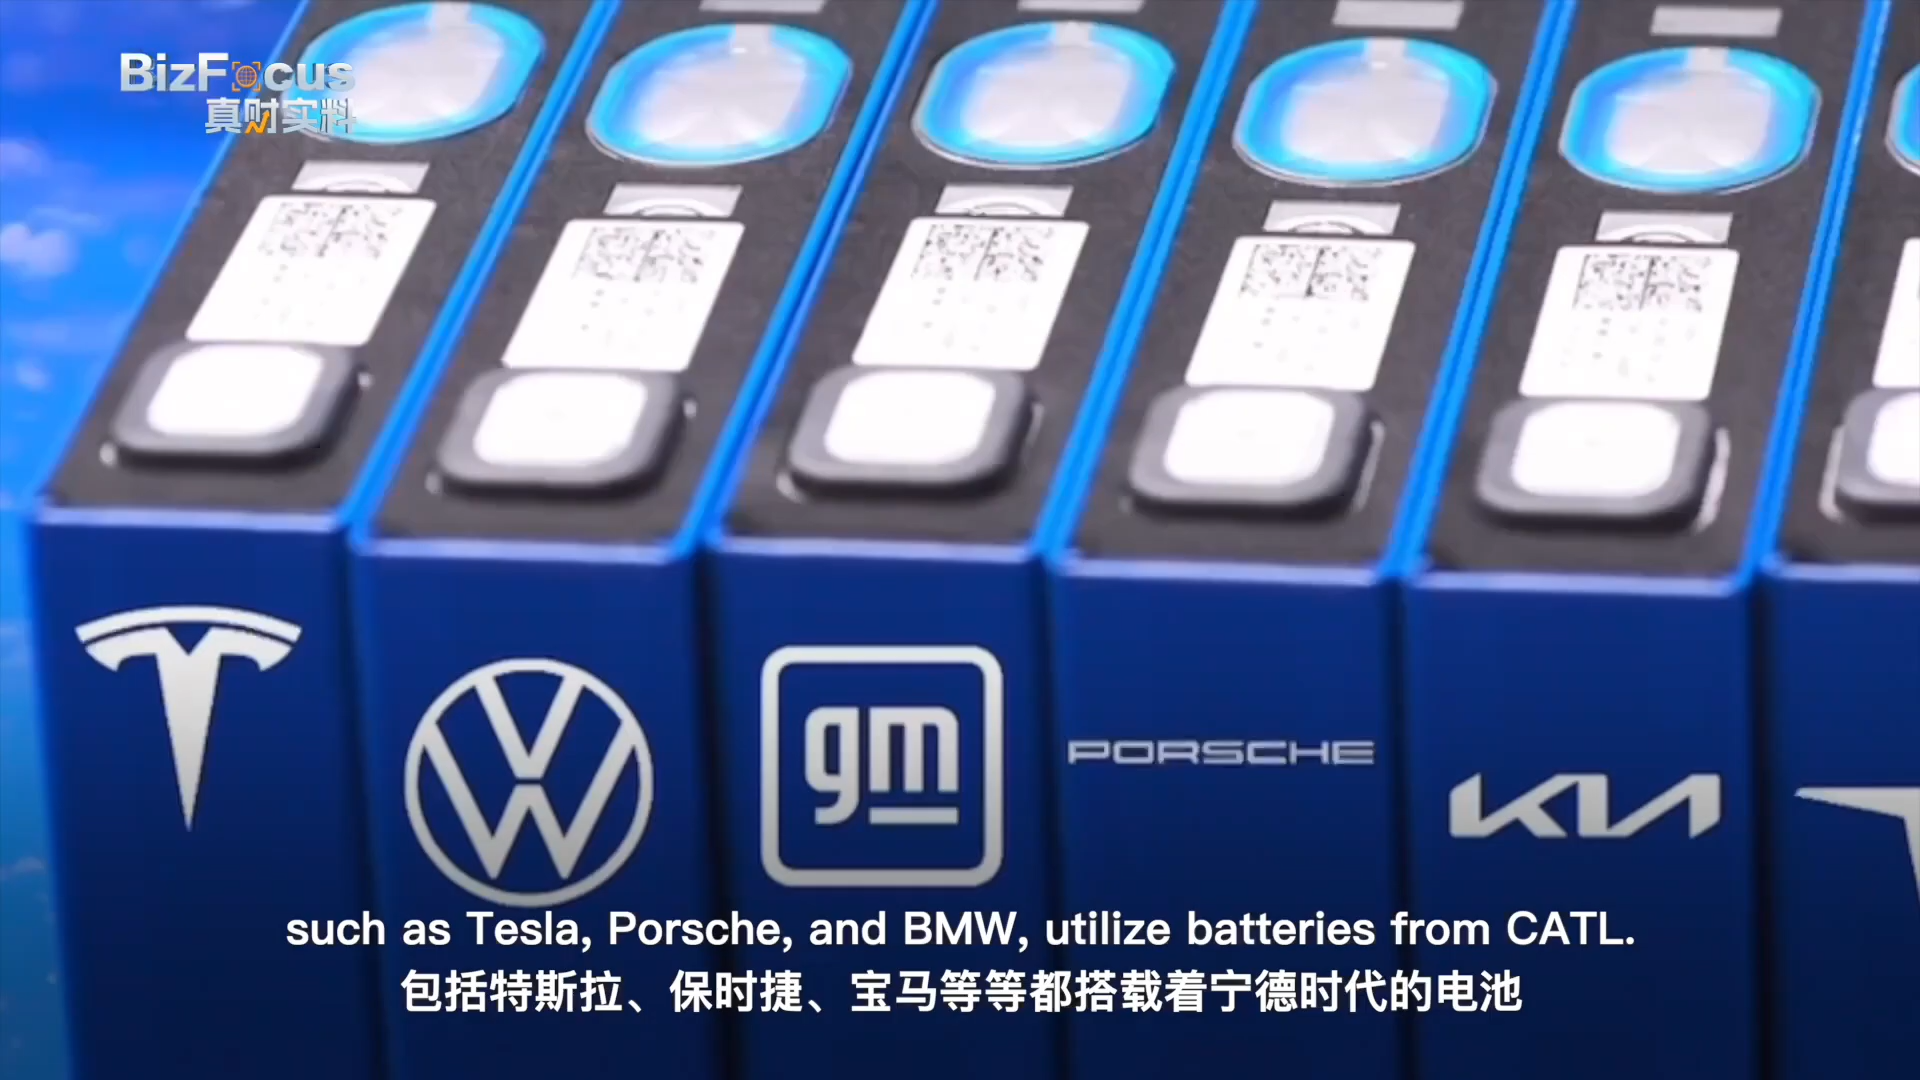 BizFocus
真财实料
gm
PORSCHE
KIA
such as Tesla, Porsche, and BMW, utilize batteries from CATL.
包括特斯拉、保时捷、宝马等等都搭载着宁德时代的电池